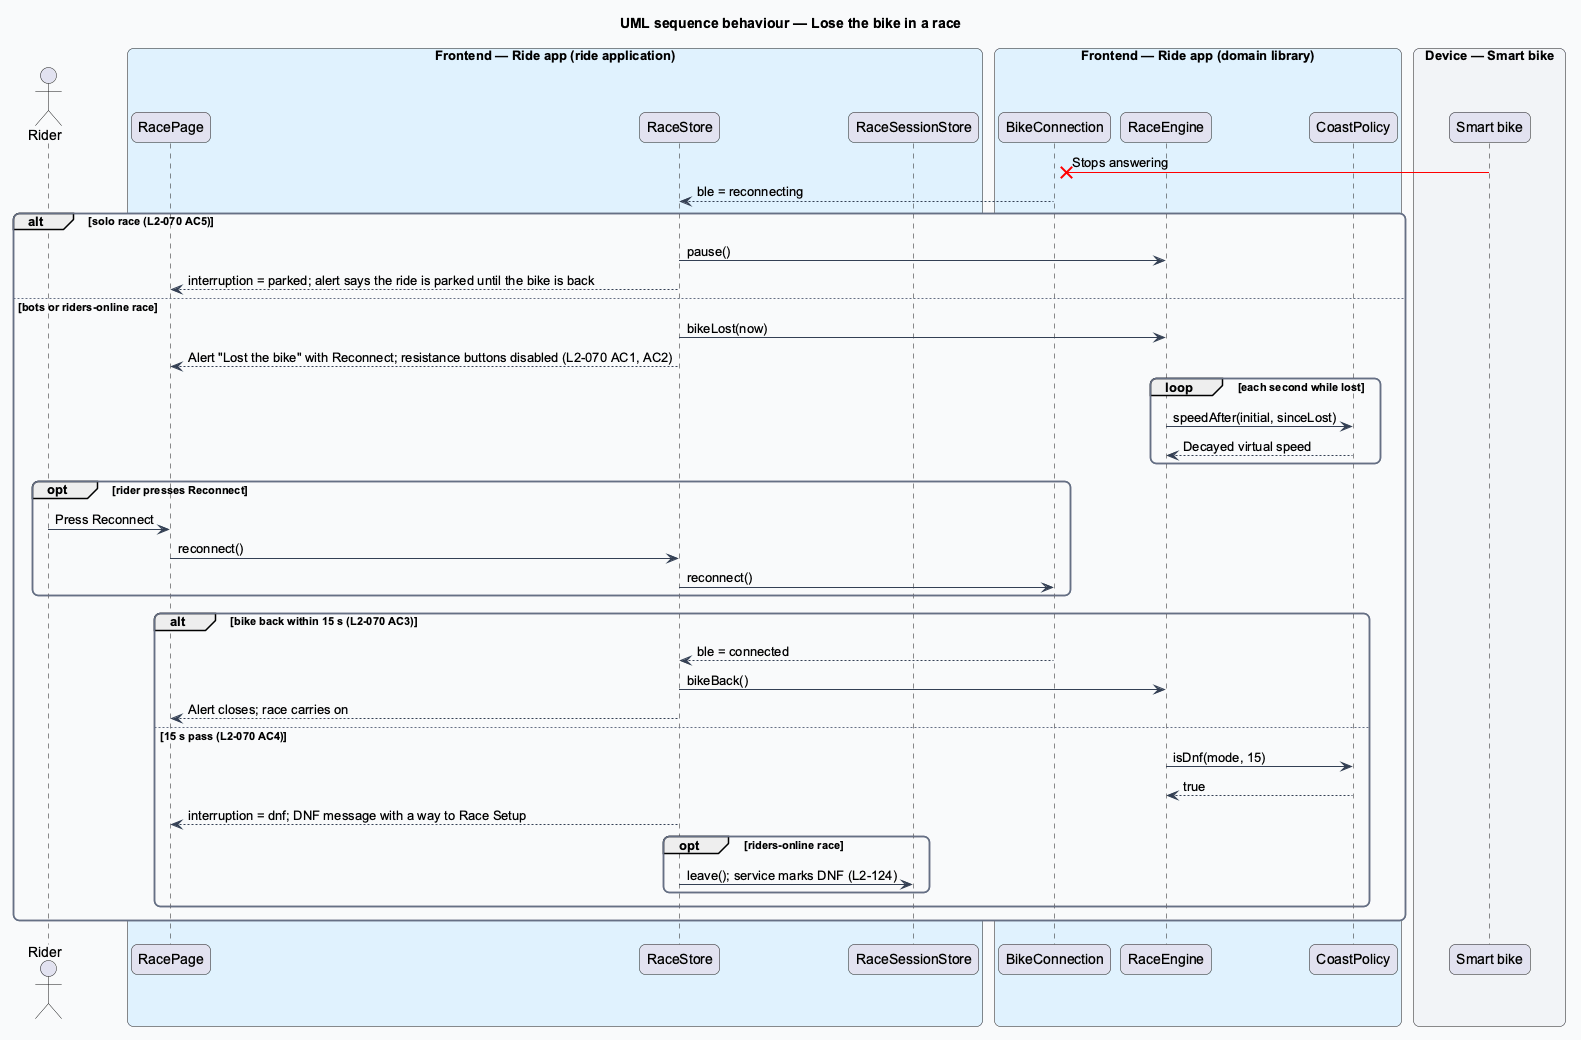 UML sequence behaviour — Lose the bike in a race
Frontend — Ride app (ride application)
Frontend — Ride app (domain library)
Device — Smart bike
Rider
RacePage
RaceStore
RaceSessionStore
BikeConnection
RaceEngine
CoastPolicy
Smart bike
Stops answering
ble = reconnecting
alt
[solo race (L2-070 AC5)]
pause()
interruption = parked; alert says the ride is parked until the bike is back
[bots or riders-online race]
bikeLost(now)
Alert "Lost the bike" with Reconnect; resistance buttons disabled (L2-070 AC1, AC2)
loop
[each second while lost]
speedAfter(initial, sinceLost)
Decayed virtual speed
opt
[rider presses Reconnect]
Press Reconnect
reconnect()
reconnect()
alt
[bike back within 15 s (L2-070 AC3)]
ble = connected
bikeBack()
Alert closes; race carries on
[15 s pass (L2-070 AC4)]
isDnf(mode, 15)
true
interruption = dnf; DNF message with a way to Race Setup
opt
[riders-online race]
leave(); service marks DNF (L2-124)
Rider
RacePage
RaceStore
RaceSessionStore
BikeConnection
RaceEngine
CoastPolicy
Smart bike